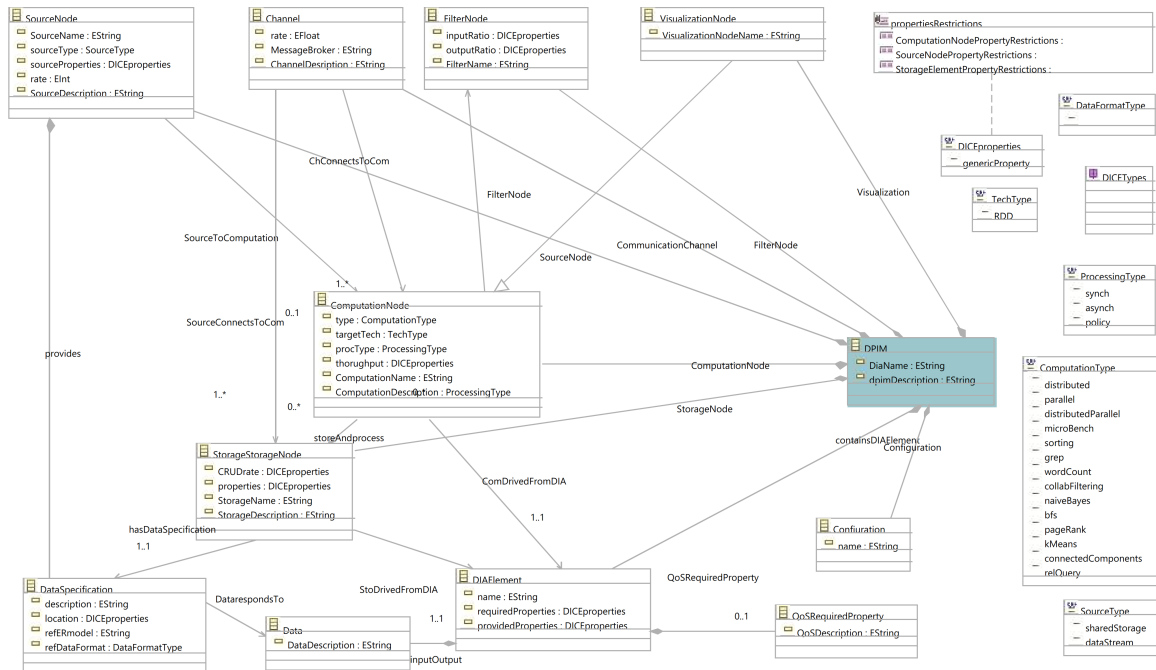 SourceNode
SourceName : EString
sourceType : SourceType
sourceProperties : DICEproperties
rate : EInt
SourceDescription : EString
Channel
rate : EFloat
MessageBroker : EString
ChannelDesription : EString
FilterNode
inputRatio : DICEproperties
outputRatio : DICEproperties
FilterName : EString
VisualizationNode
VisualizationNodeName : EString
propertiesRestrictions
ComputationNodePropertyRestrictions :
SourceNodePropertyRestrictions :
StorageElementPropertyRestrictions :
DataFormatType
DICEproperties
genericProperty
DICETypes
TechType
RDD
ChConnectsToCom
FilterNode
Visualization
SourceToComputation
CommunicationChannel
FilterNode
SourceNode
1..*
0..1
SourceConnectsToCom
provides
ComputationNode
type : ComputationType
targetTech : TechType
procType : ProcessingType
thorughput : DICEproperties
ComputationName : EString
ComputationDescription : ProcessingType
0..*
1..*
0..*
ComputationNode
StorageNode
DPIM
DiaName : EString
dpimDescription : EString
ProcessingType
synch
asynch
policy
ComputationType
distributed
parallel
distributedParallel
microBench
sorting
grep
wordCount
collabFiltering
naiveBayes
bfs
pageRank
kMeans
connectedComponents
relQuery
storeAndprocess
containsDIAElement
Configuration
StorageStorageNode
CRUDrate : DICEproperties
properties : DICEproperties
StorageName : EString
StorageDescription : EString
ComDrivedFromDIA
1..1
hasDataSpecification
1..1
Confiuration
name : EString
DataSpecification
description : EString
location : DICEproperties
refERmodel : EString
refDataFormat : DataFormatType
DatarespondsTo
StoDrivedFromDIA
1..1
DIAElement
name : EString
requiredProperties : DICEproperties
providedProperties : DICEproperties
QoSRequiredProperty
0..1
QoSRequiredProperty
QoSDescription : EString
Data
DataDescription : EString
inputOutput
SourceType
sharedStorage
dataStream